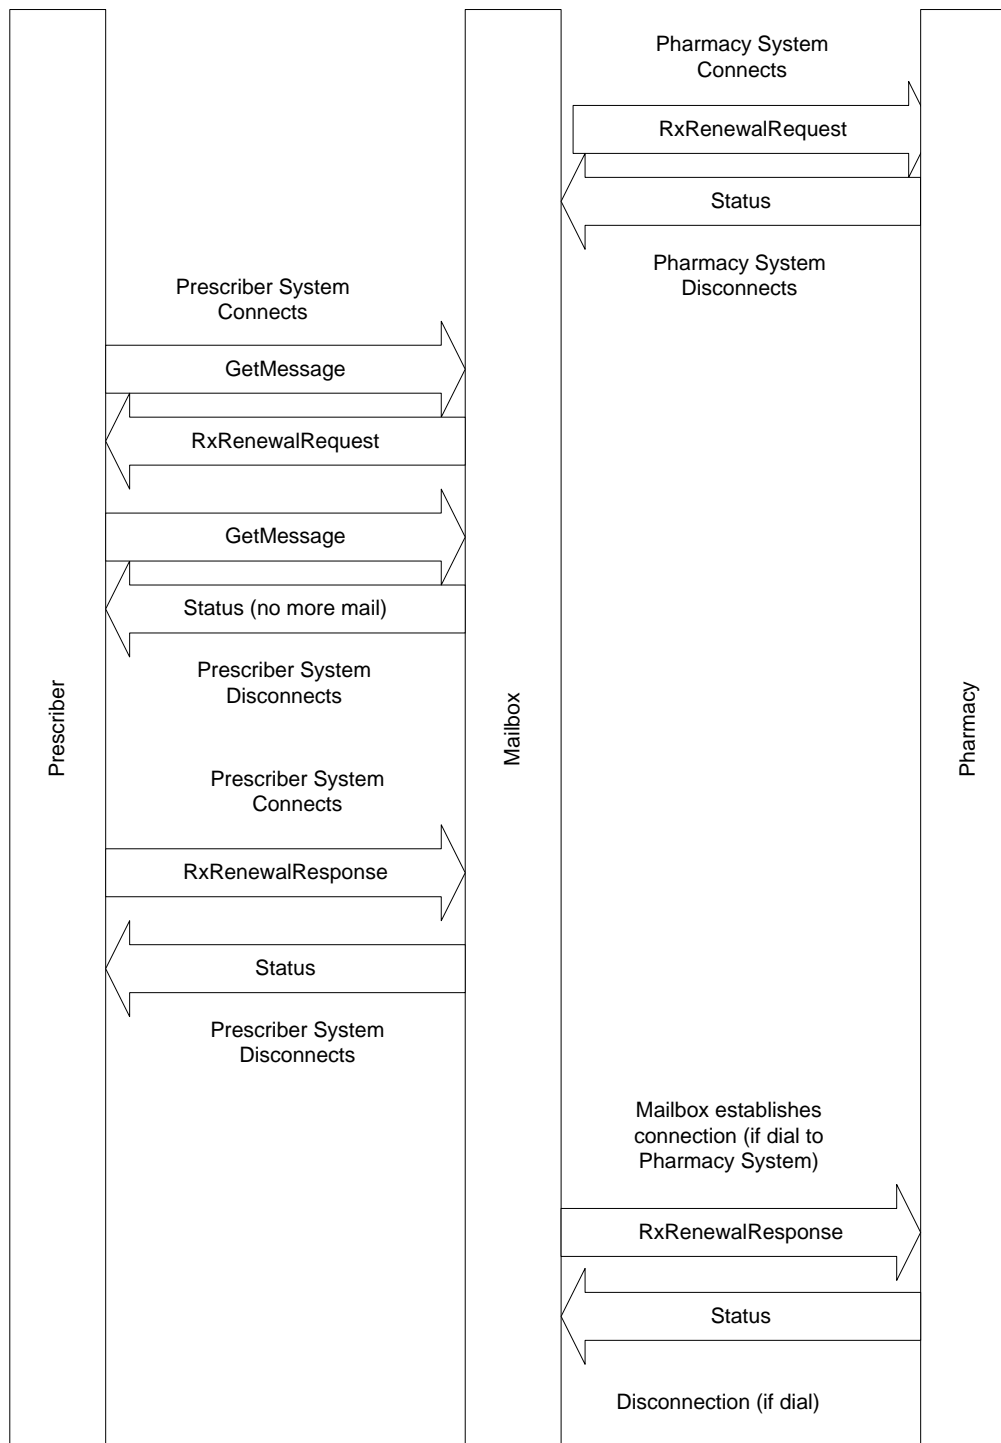 Pharmacy System
Connects
RxRenewalRequest
Status
Pharmacy System
Disconnects
Prescriber System
Connects
GetMessage
RxRenewalRequest
GetMessage
Status (no more mail)
Prescriber System
Disconnects
Prescriber
Mailbox
Pharmacy
Prescriber System
Connects
RxRenewalResponse
Status
Prescriber System
Disconnects
Mailbox establishes
connection (if dial to
Pharmacy System)
RxRenewalResponse
Status
Disconnection (if dial)